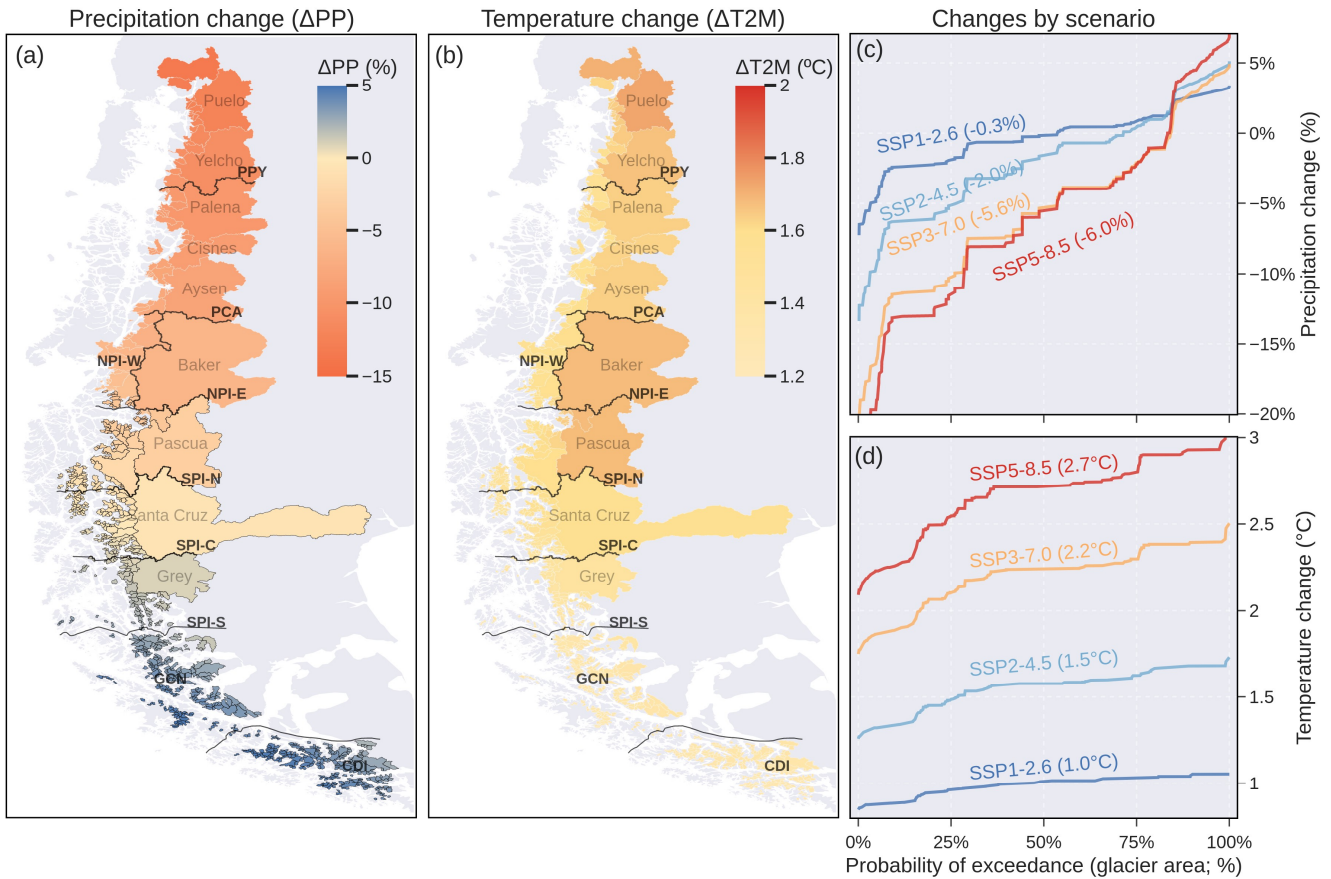 Precipitation change (ΔPP)
Temperature change (ΔT2M)
Changes by scenario
(a)
ΔPP (%)
5
0
−5
−10
−15
Puelo
Yelcho
PPY
Palena
Cisnes
Aysen
PCA
NPI-W
Baker
NPI-E
Pascua
SPI-N
Santa Cruz
SPI-C
Grey
SPI-S
GCN
CDI
(b)
ΔT2M (ºC)
2
1.8
1.6
1.4
1.2
Puelo
Yelcho
PPY
Palena
Cisnes
Aysen
PCA
NPI-W
Baker
NPI-E
Pascua
SPI-N
Santa Cruz
SPI-C
Grey
SPI-S
GCN
CDI
(c)
SSP1-2.6 (-0.3%)
SSP2-4.5 (-2.0%)
SSP3-7.0 (-5.6%)
SSP5-8.5 (-6.0%)
5%
0%
−5%
−10%
−15%
−20%
Precipitation change (%)
(d)
SSP5-8.5 (2.7°C)
SSP3-7.0 (2.2°C)
SSP2-4.5 (1.5°C)
SSP1-2.6 (1.0°C)
3
2.5
2
1.5
1
Temperature change (°C)
0%
25%
50%
75%
100%
Probability of exceedance (glacier area; %)